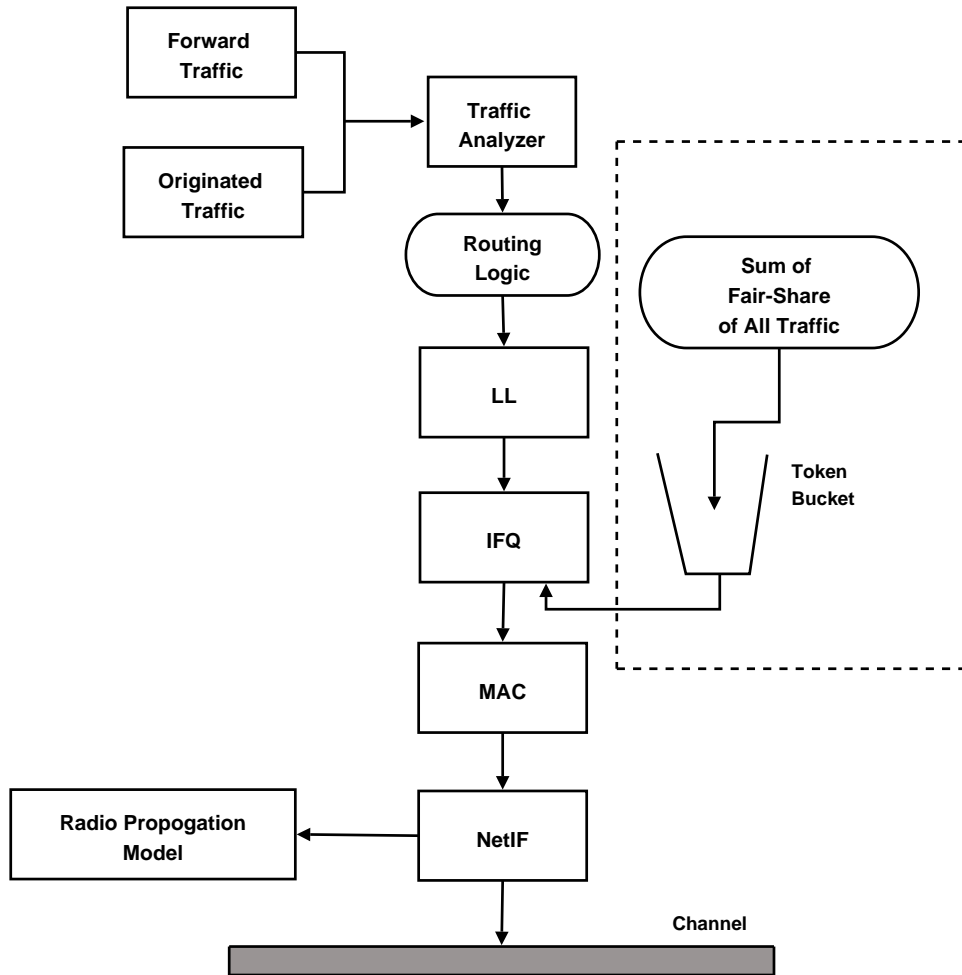 Forward
Traffic
Traffic
Analyzer
Originated
Traffic
Routing
Logic
Sum of
Fair-Share
of All Traffic
LL
Token
Bucket
IFQ
MAC
Radio Propogation
Model
NetIF
Channel